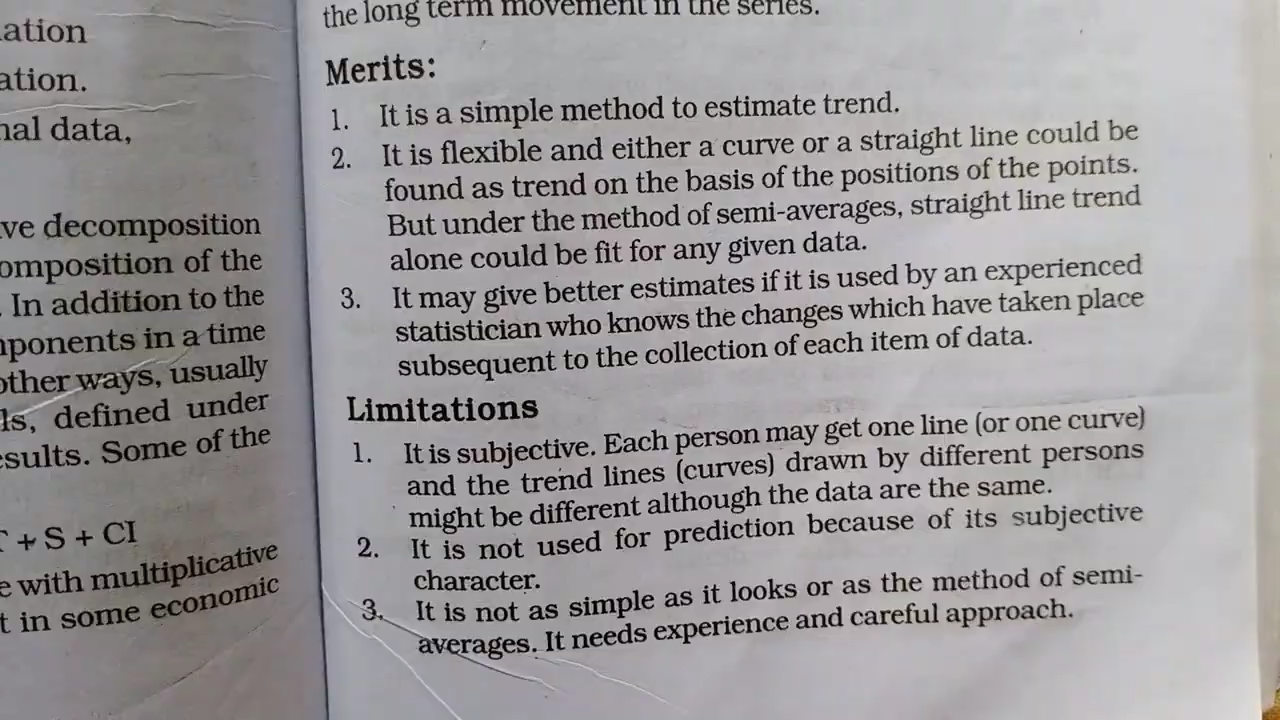 ation
ation.
nal data,
ve decomposition
omposition of the
. In addition to the
ponents in a time
other ways, usually
ls, defined under
esults. Some of the
+ S + CI
e with multiplicative
t in some economic
the long term movement in the series.
Merits:
1. It is a simple method to estimate trend.
2. It is flexible and either a curve or a straight line could be
found as trend on the basis of the positions of the points.
But under the method of semi-averages, straight line trend
alone could be fit for any given data.
3. It may give better estimates if it is used by an experienced
statistician who knows the changes which have taken place
subsequent to the collection of each item of data.
Limitations
1. It is subjective. Each person may get one line (or one curve)
and the trend lines (curves) drawn by different persons
might be different although the data are the same.
2. It is not used for prediction because of its subjective
character.
3. It is not as simple as it looks or as the method of semi-
averages. It needs experience and careful approach.